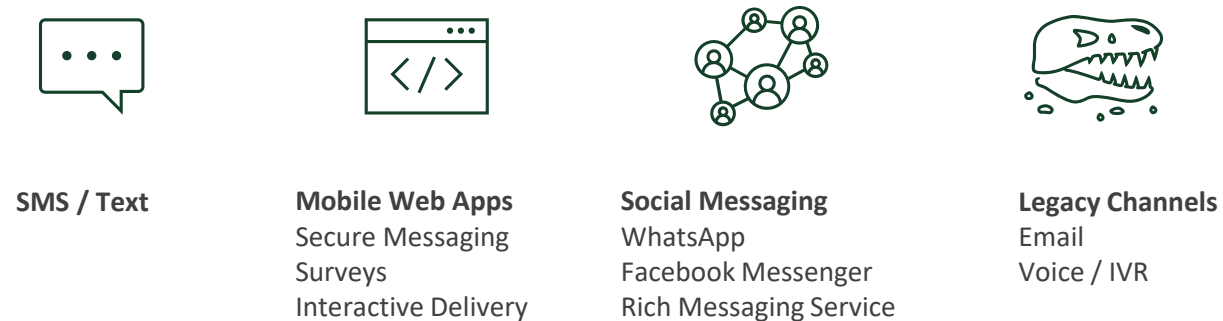 SMS / Text
Mobile Web Apps
Secure Messaging
Surveys
Interactive Delivery
Social Messaging
WhatsApp
Facebook Messenger
Rich Messaging Service
Legacy Channels
Email
Voice / IVR